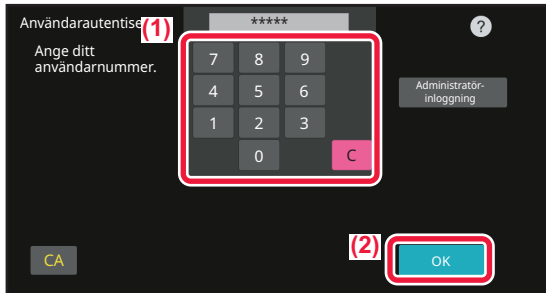 Användarautentise
(1)
*****
?
Ange ditt
användarnummer.
7 8 9
4 5 6
1 2 3
0 C
Administratör-
inloggning
(2)
CA
OK